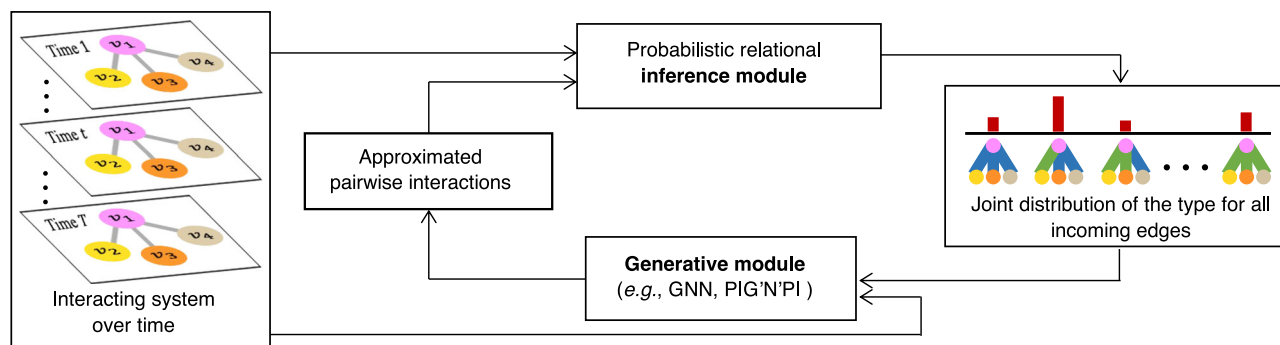 Time 1
v1
v2
v3
v4
Time t
v1
v2
v3
v4
Time T
v1
v2
v3
v4
Interacting system
over time
Probabilistic relational
inference module
Approximated
pairwise interactions
Generative module
(e.g., GNN, PIG'N'PI )
Joint distribution of the type for all
incoming edges